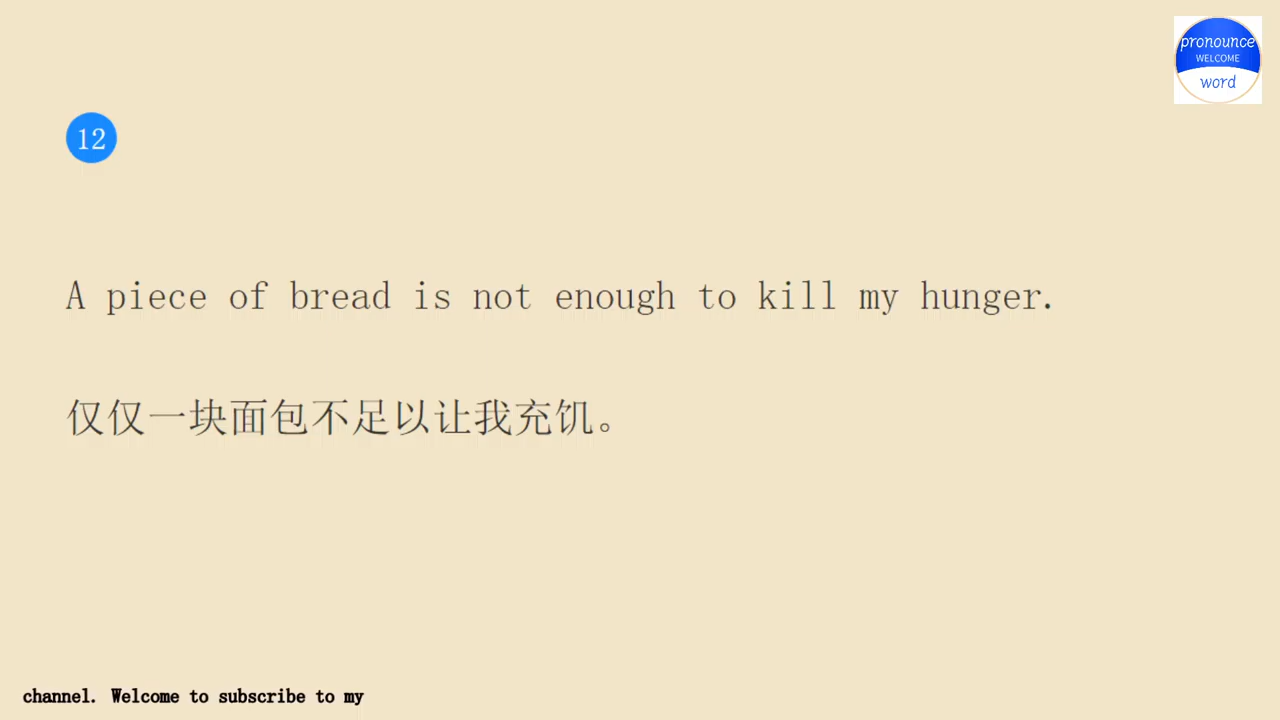 pronounce
WELCOME
word
12
A piece of bread is not enough to kill my hunger.
仅仅一块面包不足以让我充饥。
channel. Welcome to subscribe to my